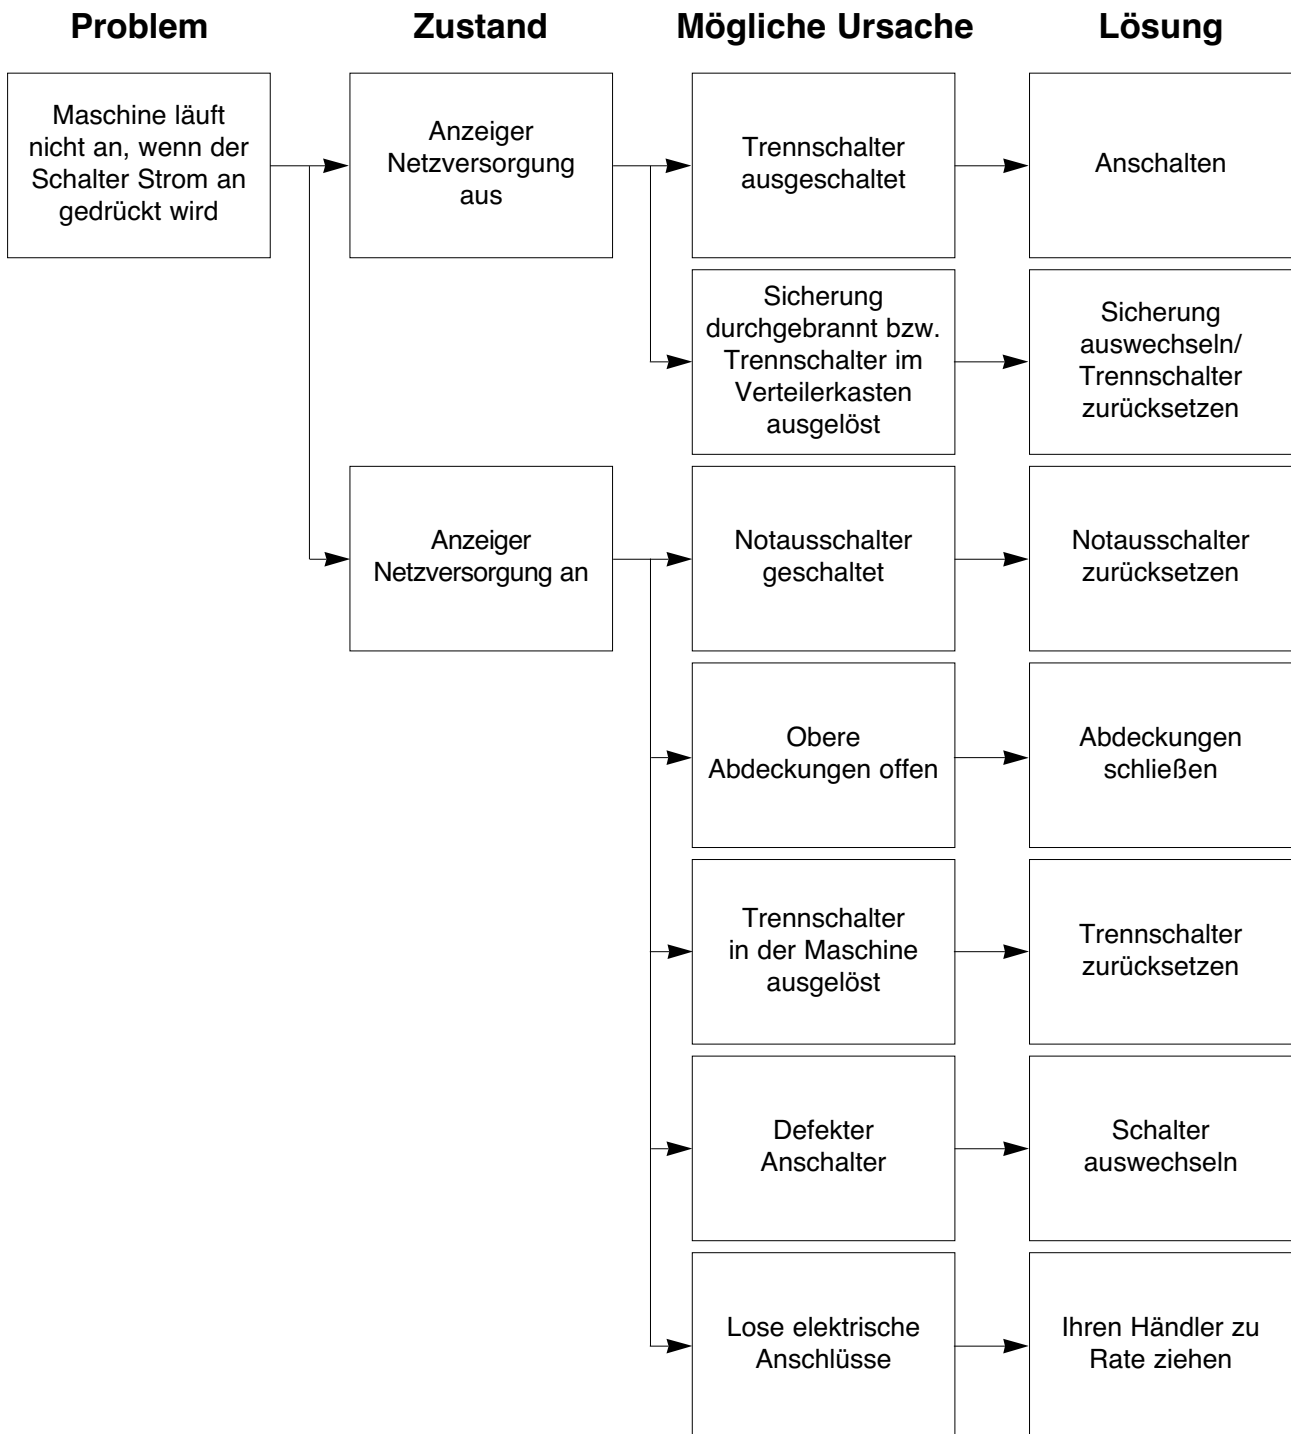 Problem
Zustand
Mögliche Ursache
Lösung
Maschine läuft
nicht an, wenn der
Schalter Strom an
gedrückt wird
Anzeiger
Netzversorgung
aus
Trennschalter
ausgeschaltet
Anschalten
Sicherung
durchgebrannt bzw.
Trennschalter im
Verteilerkasten
ausgelöst
Sicherung
auswechseln/
Trennschalter
zurücksetzen
Anzeiger
Netzversorgung an
Notausschalter
geschaltet
Notausschalter
zurücksetzen
Obere
Abdeckungen offen
Abdeckungen
schließen
Trennschalter
in der Maschine
ausgelöst
Trennschalter
zurücksetzen
Defekter
Anschalter
Schalter
auswechseln
Lose elektrische
Anschlüsse
Ihren Händler zu
Rate ziehen